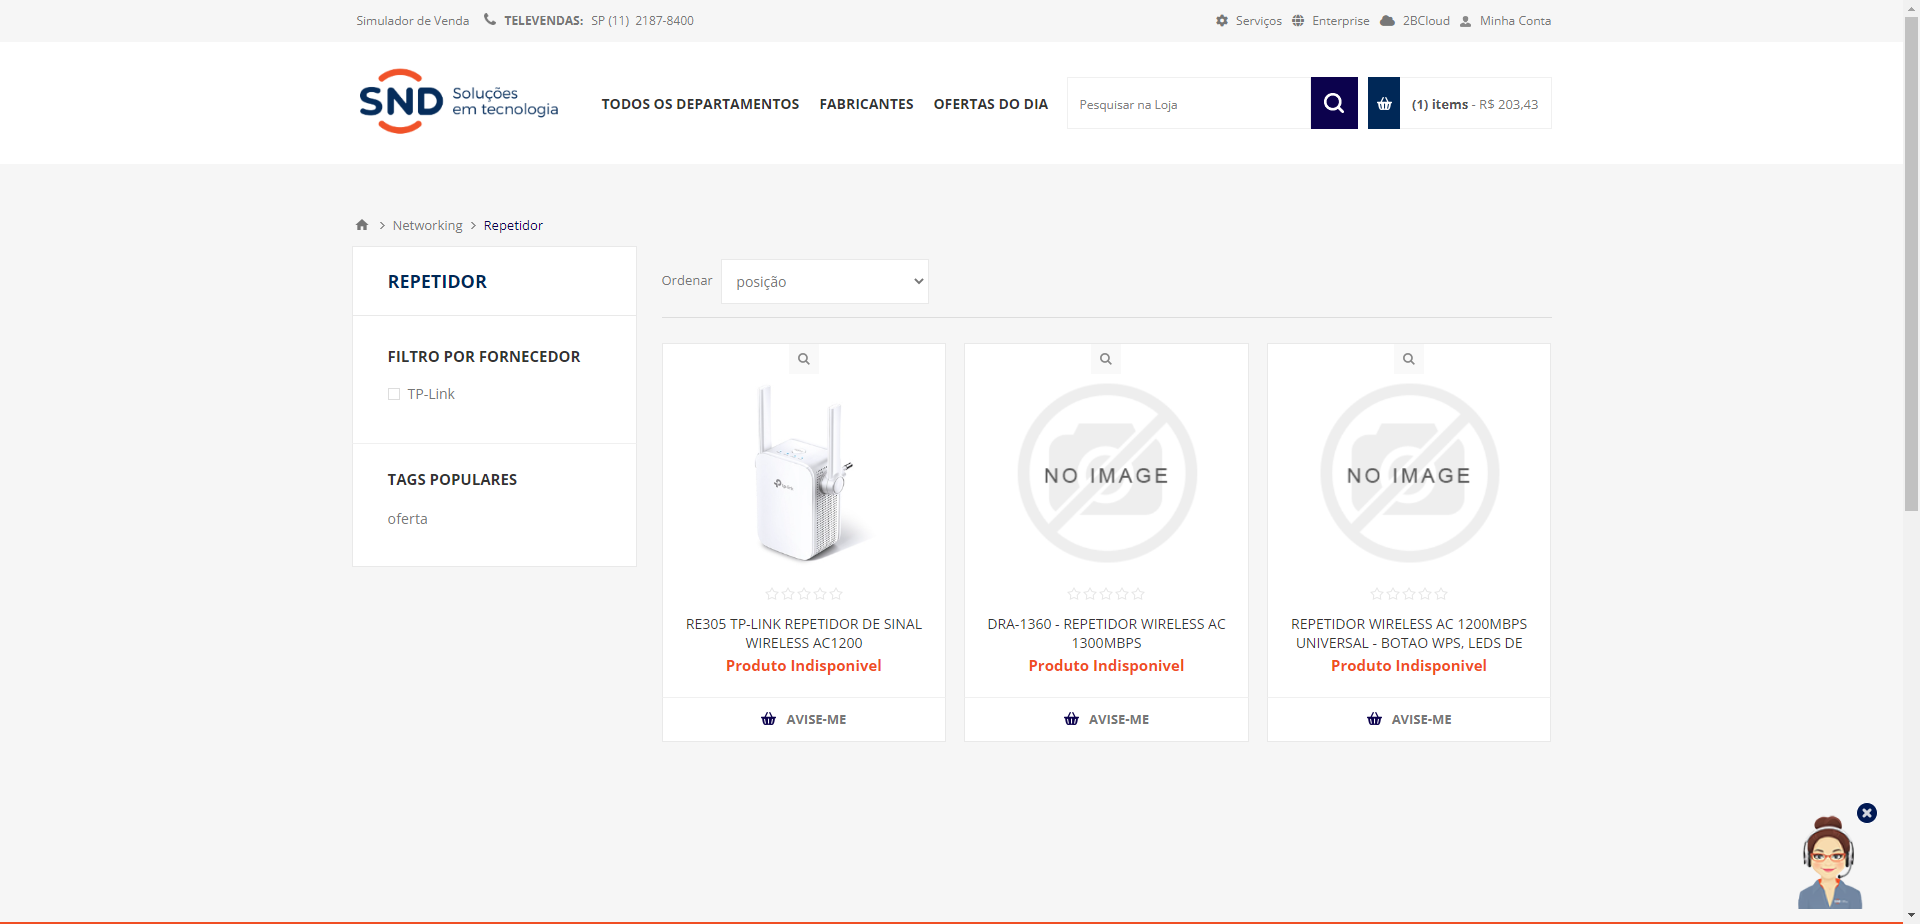 Simulador de Venda TELEVENDAS: SP (11) 2187-8400
Serviços Enterprise 2BCloud Minha Conta
SND Soluções
em tecnologia
TODOS OS DEPARTAMENTOS FABRICANTES OFERTAS DO DIA
Pesquisar na Loja
(1) items - R$ 203,43
Networking Repetidor
REPETIDOR
FILTRO POR FORNECEDOR
TP-Link
TAGS POPULARES
oferta
Ordenar posição
tp-link
RE305 TP-LINK REPETIDOR DE SINAL
WIRELESS AC1200
Produto Indisponivel
AVISE-ME
NO IMAGE
DRA-1360 - REPETIDOR WIRELESS AC
1300MBPS
Produto Indisponivel
AVISE-ME
NO IMAGE
REPETIDOR WIRELESS AC 1200MBPS
UNIVERSAL - BOTAO WPS, LEDS DE
Produto Indisponivel
AVISE-ME